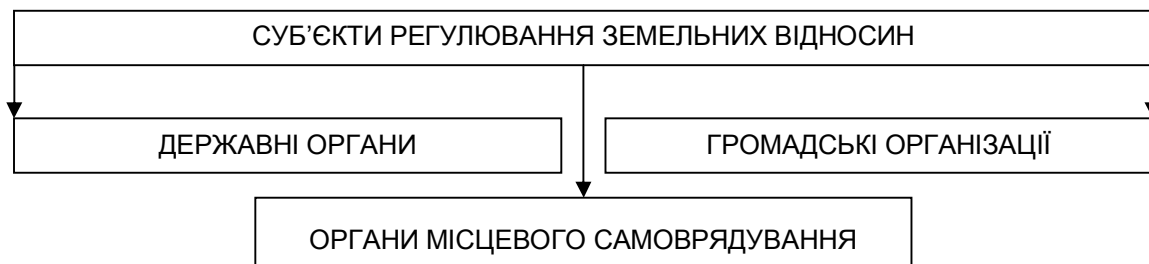 СУБ’ЄКТИ РЕГУЛЮВАННЯ ЗЕМЕЛЬНИХ ВІДНОСИН
ДЕРЖАВНІ ОРГАНИ
ГРОМАДСЬКІ ОРГАНІЗАЦІЇ
ОРГАНИ МІСЦЕВОГО САМОВРЯДУВАННЯ